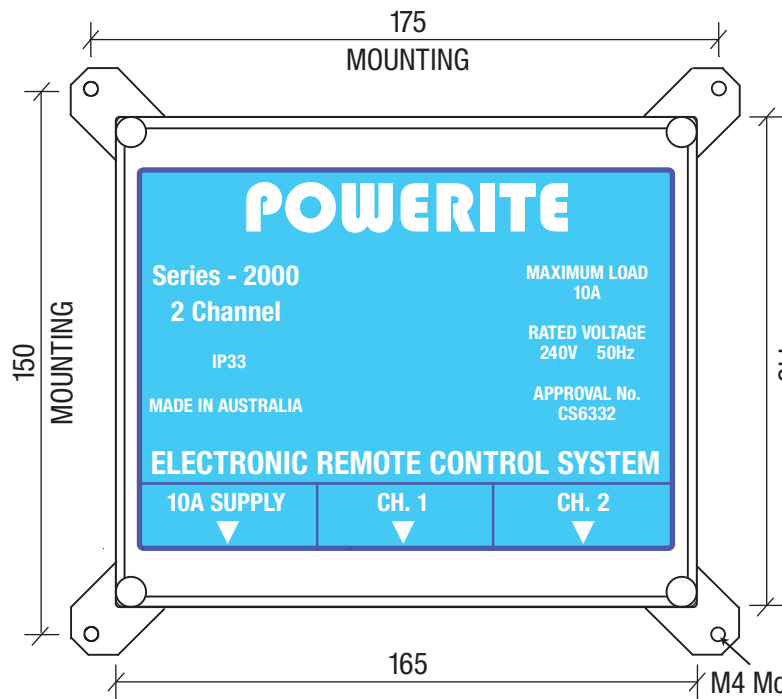 175
MOUNTING
150
MOUNTING
POWERITE
Series - 2000
2 Channel
IP33
MADE IN AUSTRALIA
MAXIMUM LOAD
10A
RATED VOLTAGE
240V 50Hz
APPROVAL No.
CS6332
ELECTRONIC REMOTE CONTROL SYSTEM
10A SUPPLY
CH. 1
CH. 2
165
M4